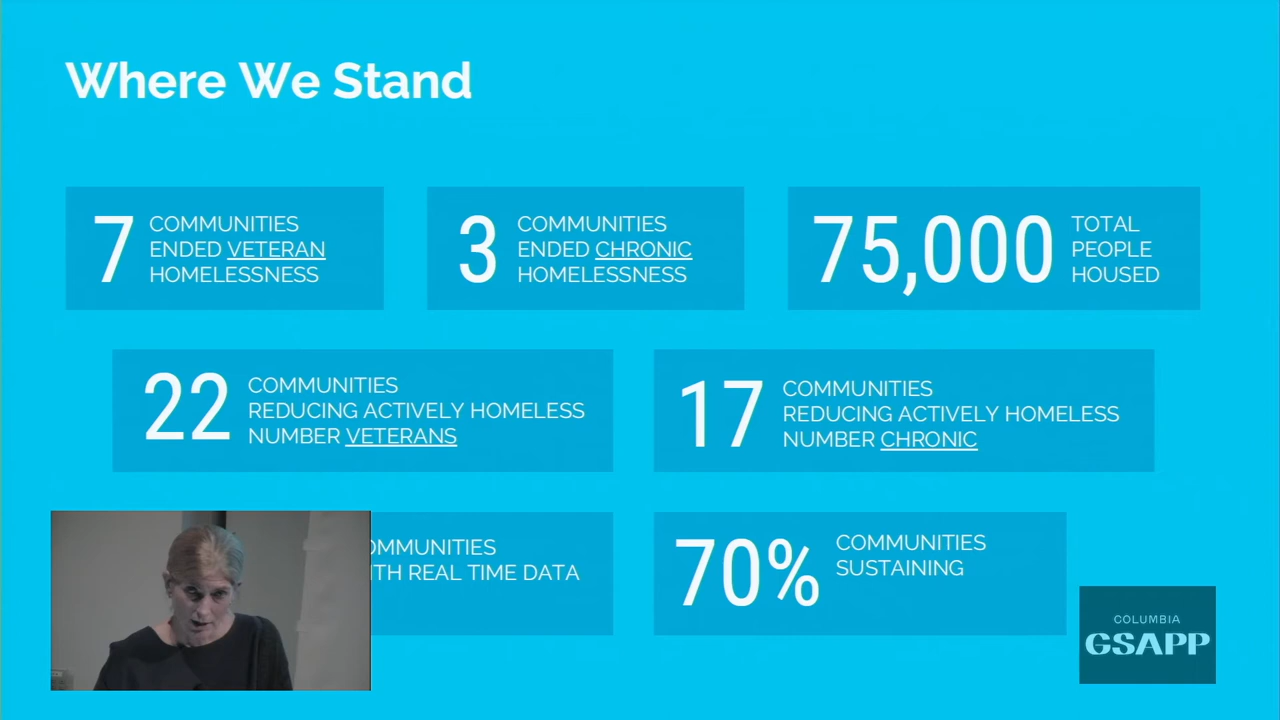 Where We Stand
7
COMMUNITIES
ENDED VETERAN
HOMELESSNESS
3
COMMUNITIES
ENDED CHRONIC
HOMELESSNESS
75,000
TOTAL
PEOPLE
HOUSED
22
COMMUNITIES
REDUCING ACTIVELY HOMELESS
NUMBER VETERANS
17
COMMUNITIES
REDUCING ACTIVELY HOMELESS
NUMBER CHRONIC
OMMUNITIES
ITH REAL TIME DATA
70%
COMMUNITIES
SUSTAINING
COLUMBIA
GSAPP